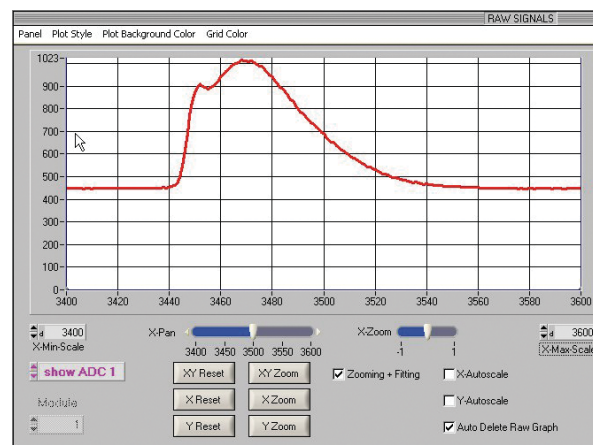 RAW SIGNALS
Panel Plot Style Plot Background Color Grid Color
1023
900
800
700
600
500
400
300
200
100
0
3400 3420 3440 3460 3480 3500 3520 3540 3560 3580 3600
3400 X-Pan X-Zoom 3600
X-Min-Scale 3400 3450 3500 3550 3600 -1 1 X-Max-Scale
show ADC 1 XY Reset XY Zoom Zooming + Fitting X-Autoscale
Module X Reset X Zoom Y-Autoscale
1 Y Reset Y Zoom Auto Delete Raw Graph